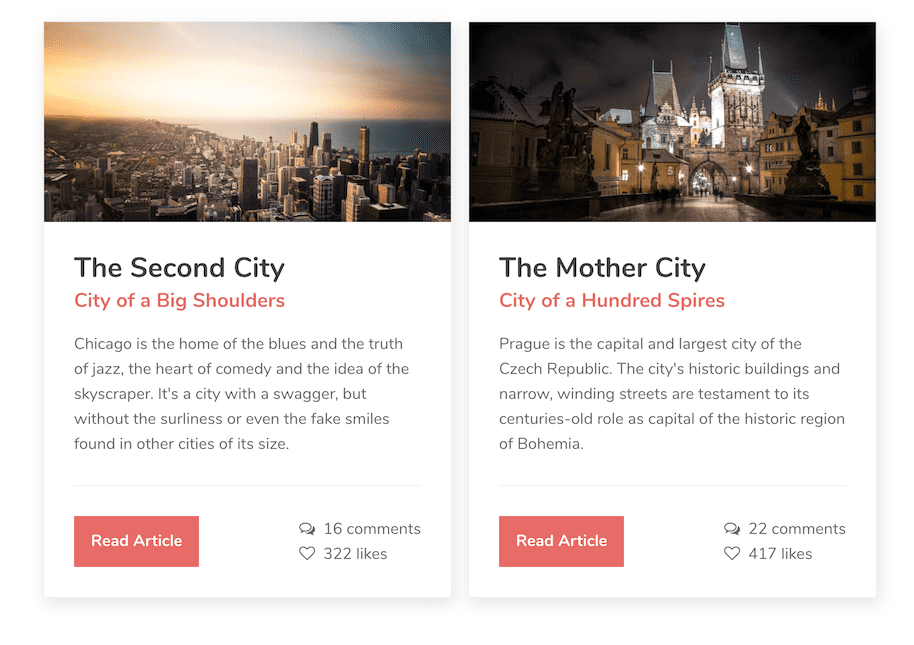 The Second City
City of a Big Shoulders
Chicago is the home of the blues and the truth
of jazz, the heart of comedy and the idea of the
skyscraper. It's a city with a swagger, but
without the surliness or even the fake smiles
found in other cities of its size.
Read Article
16 comments
322 likes
The Mother City
City of a Hundred Spires
Prague is the capital and largest city of the
Czech Republic. The city's historic buildings and
narrow, winding streets are testament to its
centuries-old role as capital of the historic region
of Bohemia.
Read Article
22 comments
417 likes